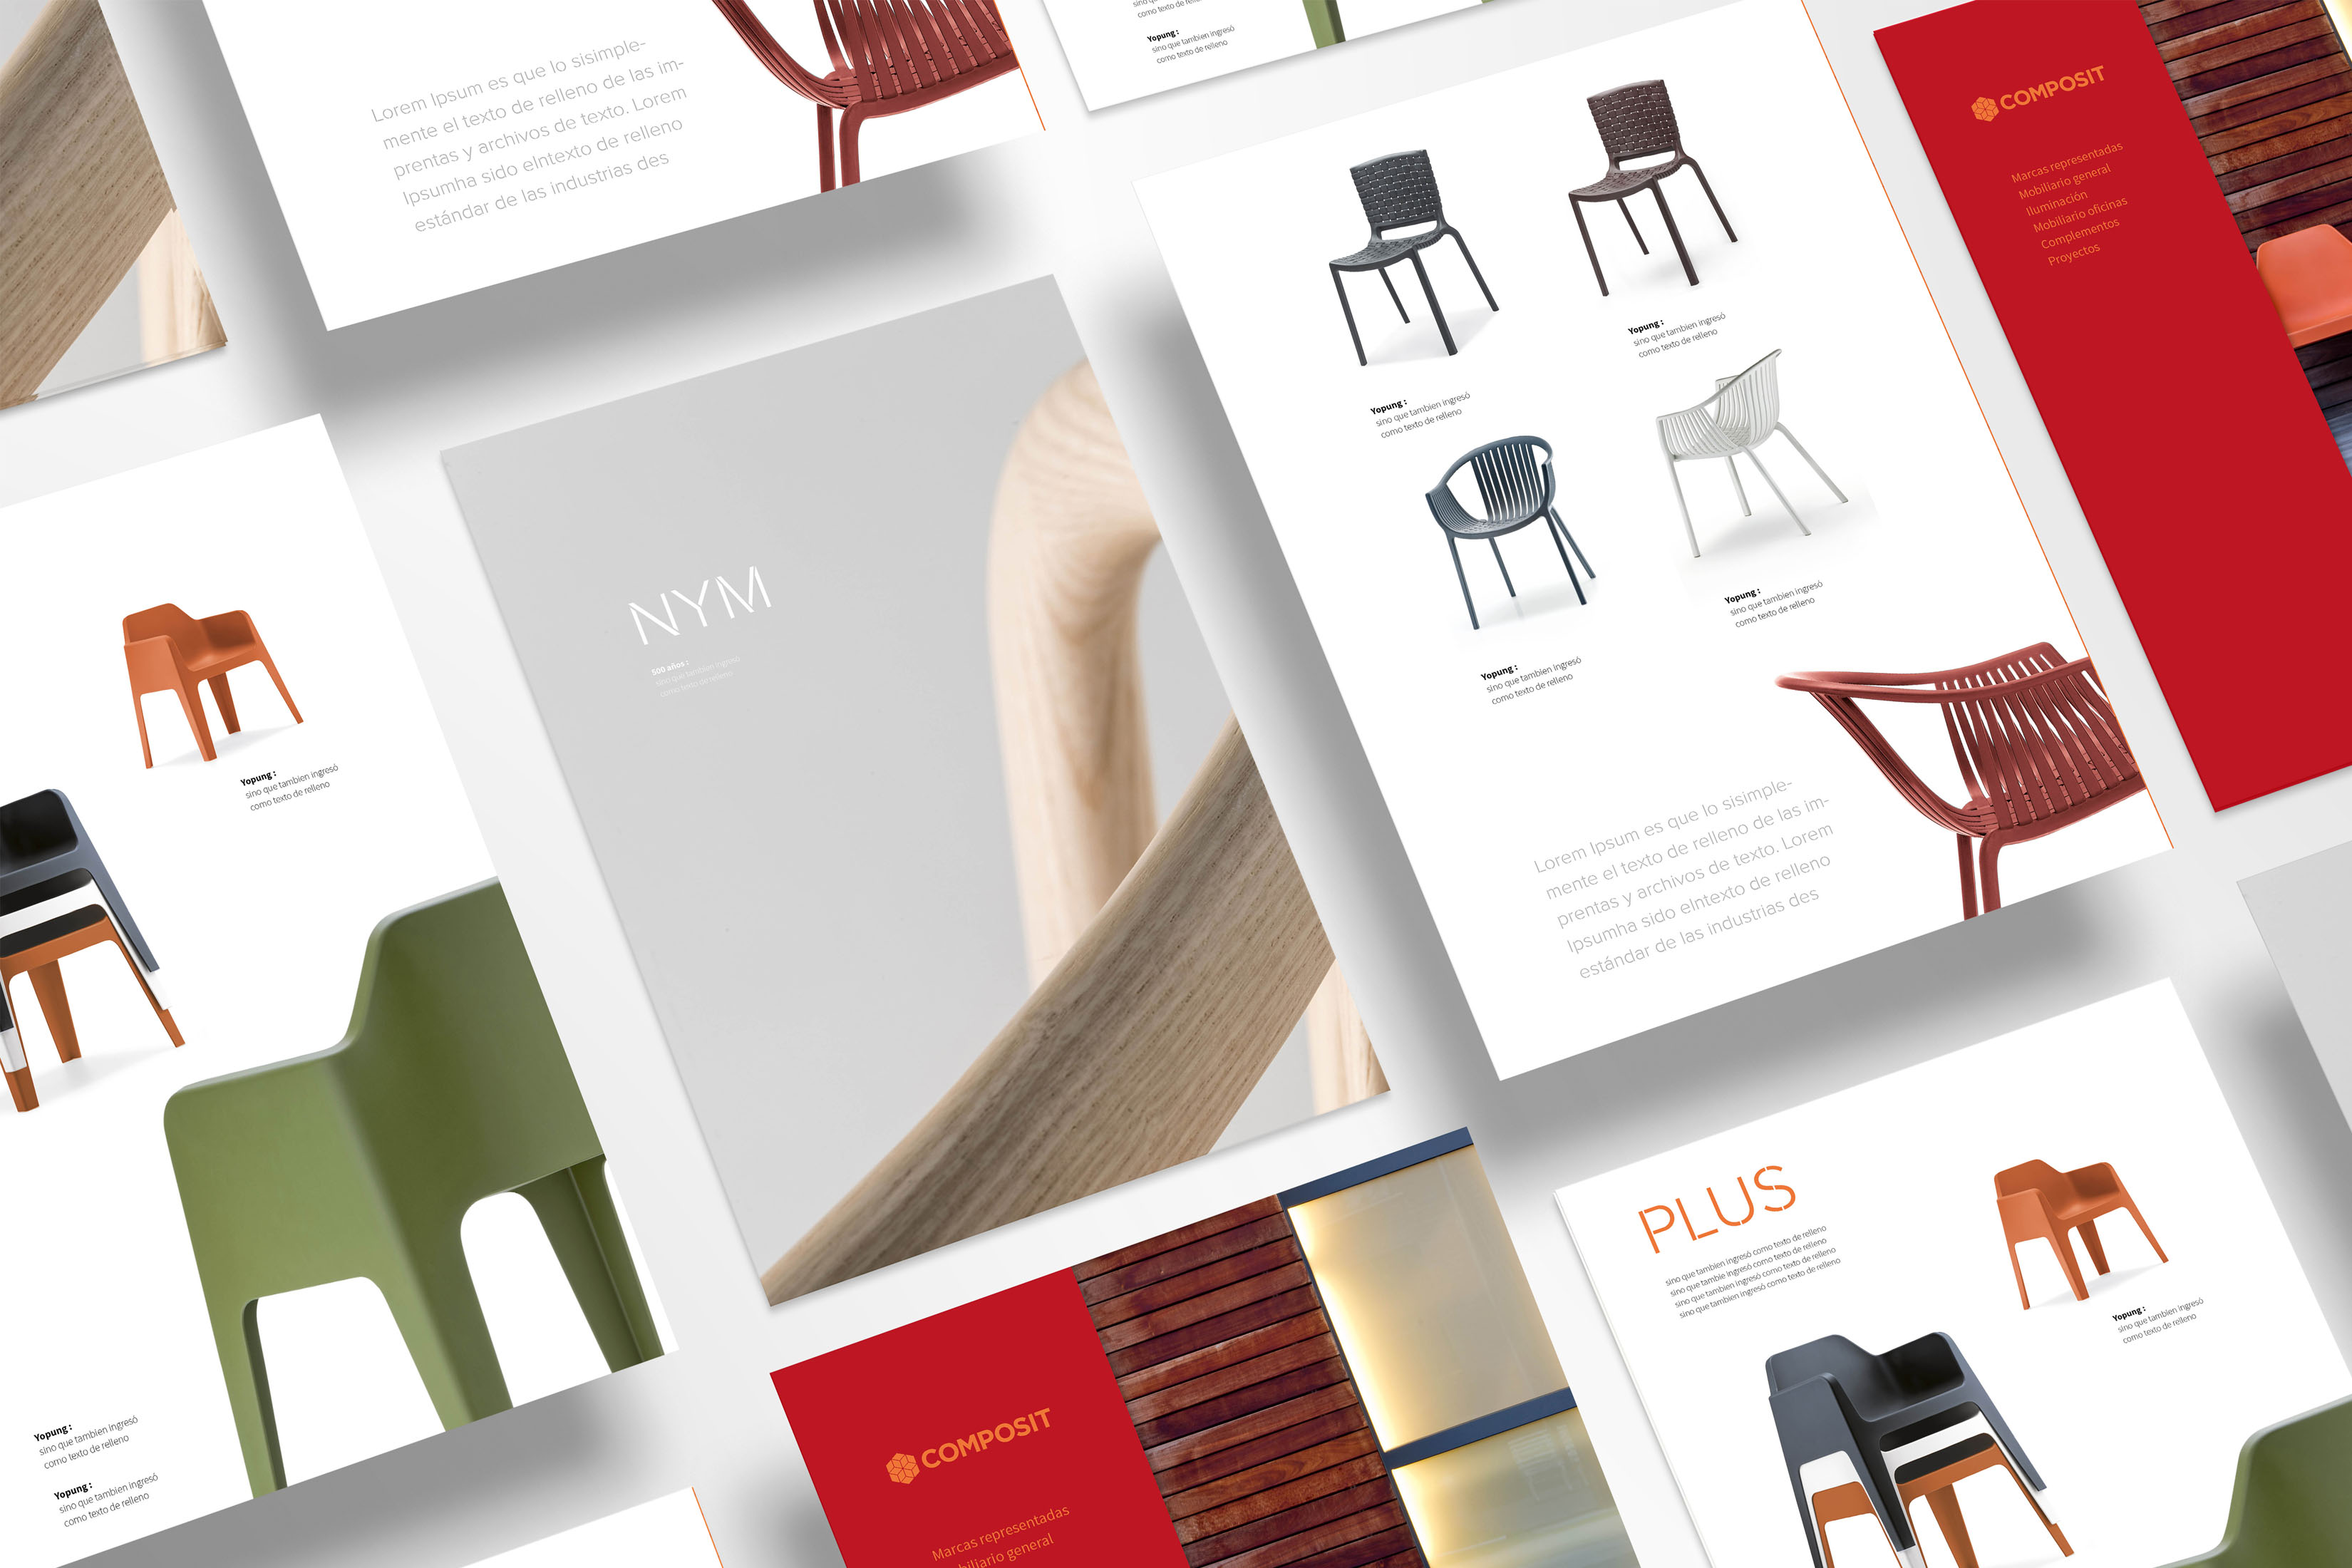 Lorem Ipsum es que lo sisimple-
mente el texto de relleno de las im-
prentas y archivos de texto. Lorem
Ipsumha sido elntexto de relleno
estándar de las industrias des
como texto de
Yopung :
sino que tambien ingresó
como texto de relleno
COMPOSIT
Marcas representadas
Mobiliario general
Iluminación
Mobiliario oficinas
Complementos
Proyectos
Yopung :
sino que tambien ingresó
como texto de relleno
Yopung :
sino que tambien ingresó
como texto de relleno
Yopung :
sino que tambien ingresó
como texto de relleno
Yopung :
sino que tambien ingresó
como texto de relleno
Lorem Ipsum es que lo sisimple-
mente el texto de relleno de las im-
prentas y archivos de texto. Lorem
Ipsumha sido elntexto de relleno
estándar de las industrias des
NYM
500 años :
sino que tambien ingresó
como texto de relleno
Yopung :
sino que tambien ingresó
como texto de relleno
Yopung :
sino que tambien ingresó
como texto de relleno
Yopung :
sino que tambien ingresó
como texto de relleno
COMPOSIT
Marcas representadas
general
PLUS
sino que tambien ingresó como texto de relleno
sino que tambie ingresó como texto de relleno
sino que tambien ingresó como texto de relleno
sino que tambien ingresó como texto de relleno
Yopung :
sino que tambien ingresó
como texto de relleno